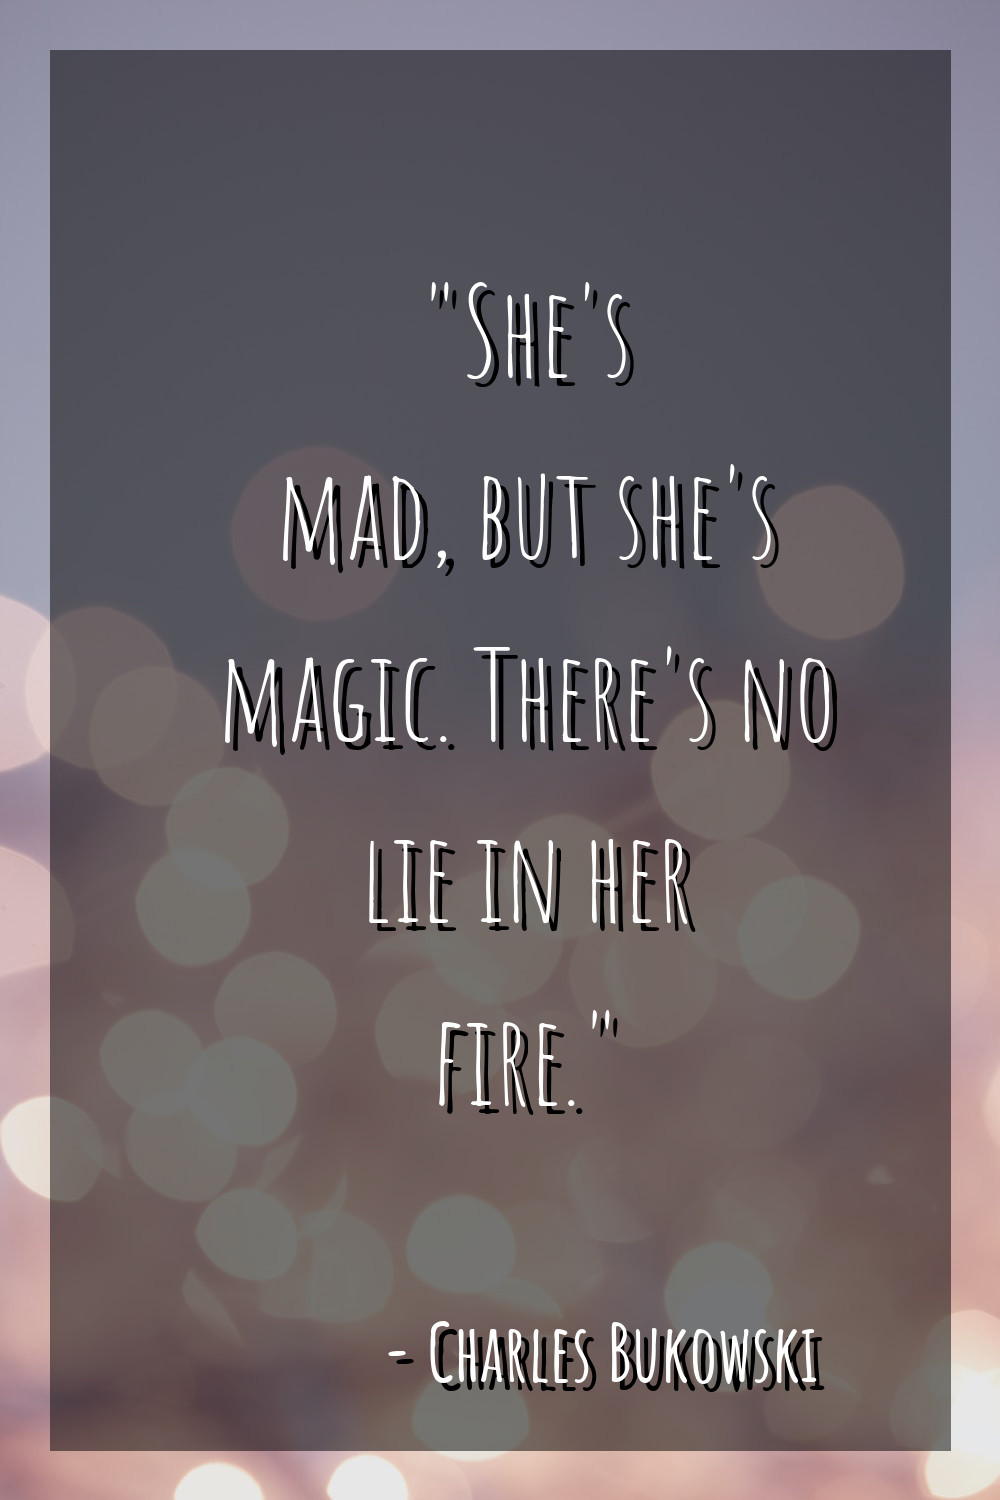 "She's
mad, but she's
magic. There's no
lie in her
fire."
- Charles Bukowski